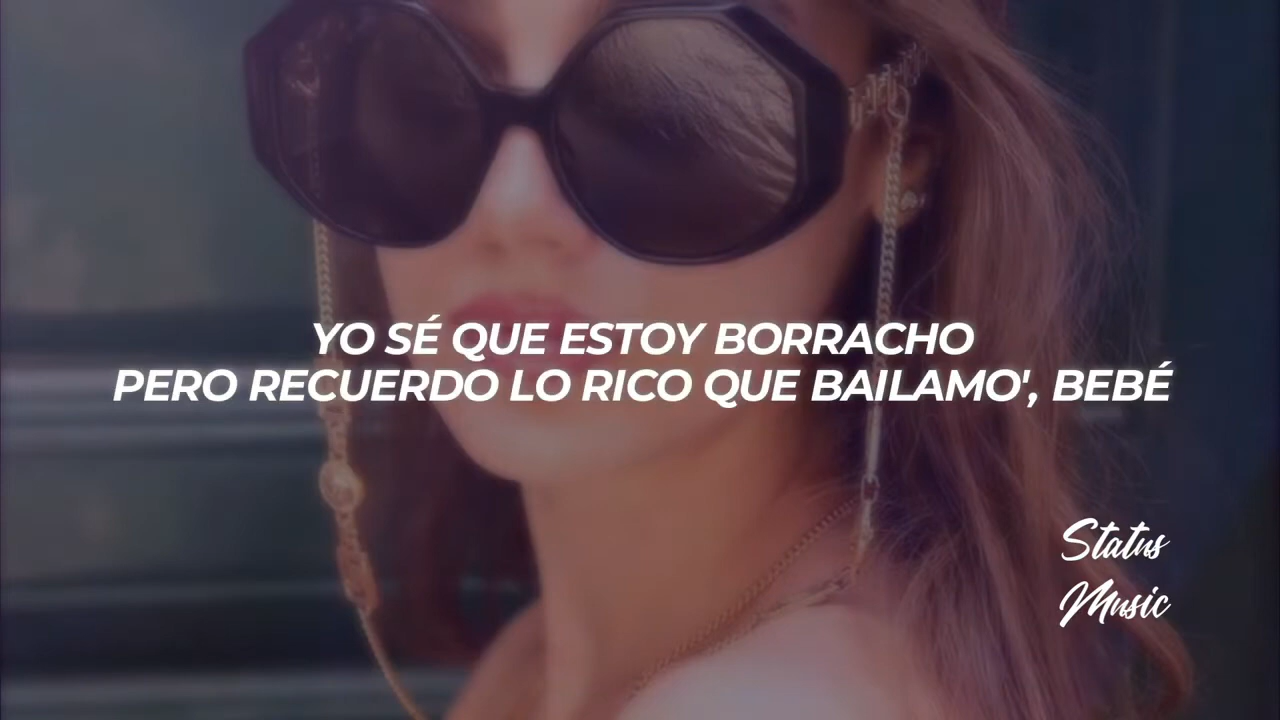 YO SÉ QUE ESTOY BORRACHO
PERO RECUERDO LO RICO QUE BAILAMO', BEBÉ
Status
Music